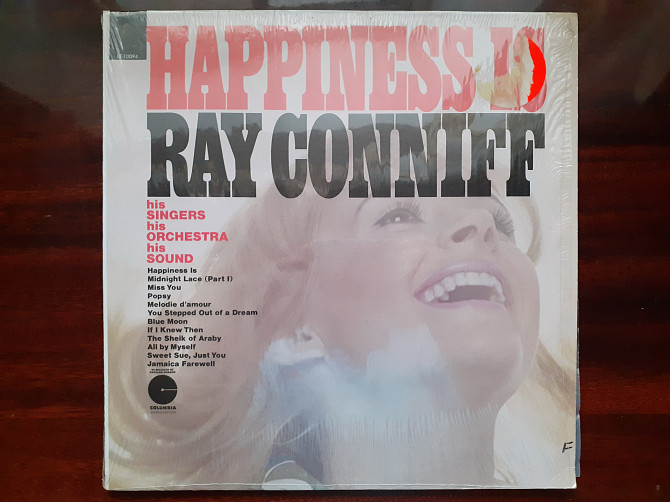 HAPPINESS IS
RAY CONNIFF
his
SINGERS
his
ORCHESTRA
his
SOUND
Happiness Is
Midnight Lace (Part I)
Miss You
Popsy
Melodie d'amour
You Stepped Out of a Dream
Blue Moon
If I Knew Then
The Sheik of Araby
All by Myself
Sweet Sue, Just You
Jamaica Farewell
COLUMBIA